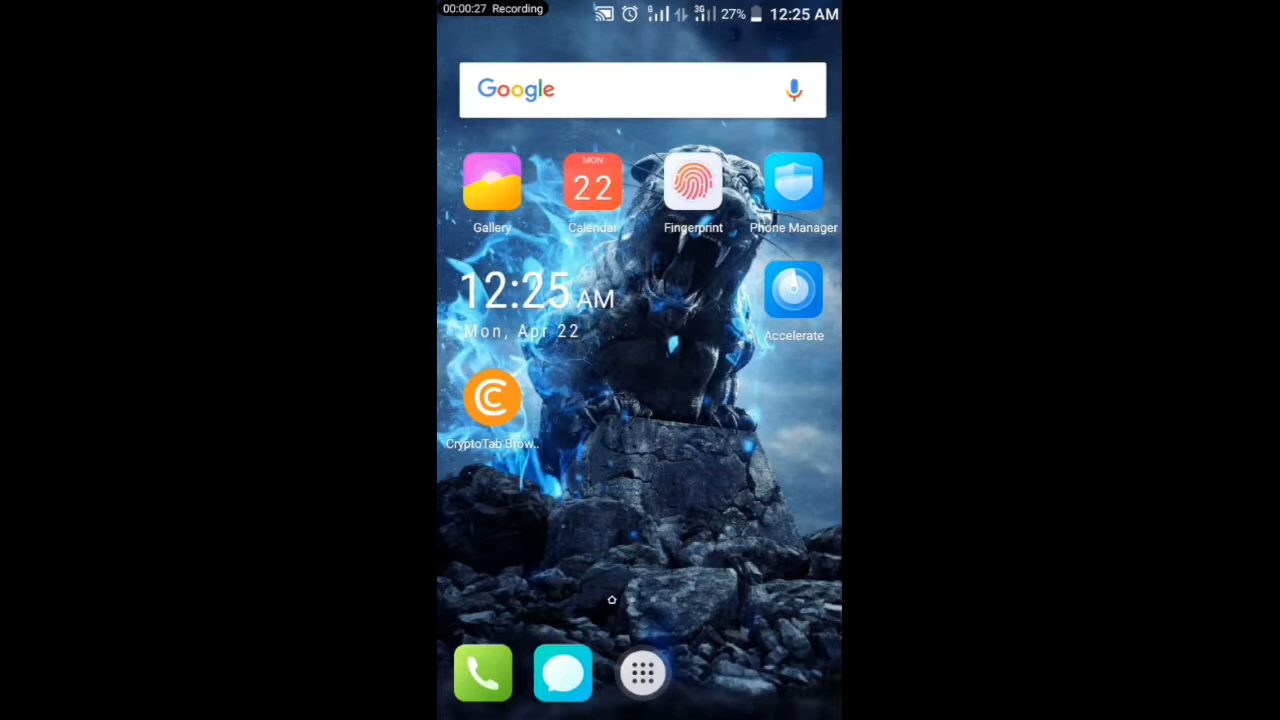 00:00:27 Recording
G 3G 27% 12:25 AM
Google
MON
22
Gallery Calendar Fingerprint Phone Manager
12:25 AM
Mon, Apr 22
Accelerate
CryptoTab Brow..